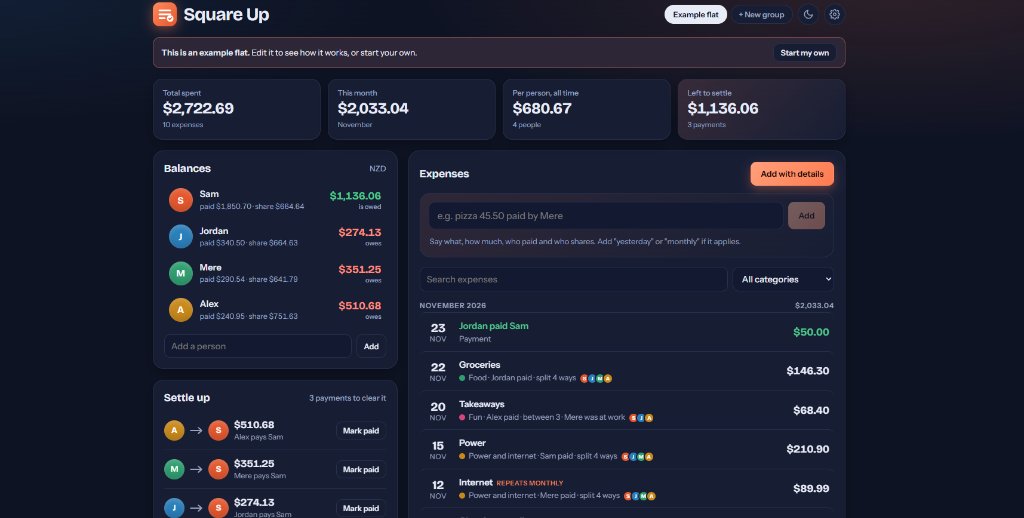 Square Up
Example flat
+ New group
This is an example flat. Edit it to see how it works, or start your own.
Start my own
Total spent
$2,722.69
10 expenses
This month
$2,033.04
November
Per person, all time
$680.67
4 people
Left to settle
$1,136.06
3 payments
Balances
NZD
S
Sam
paid $1,850.70 · share $664.64
$1,136.06
is owed
J
Jordan
paid $340.50 · share $664.63
$274.13
owes
M
Mere
paid $290.54 · share $641.79
$351.25
owes
A
Alex
paid $240.95 · share $751.63
$510.68
owes
Add a person
Add
Settle up
3 payments to clear it
A → S
$510.68
Alex pays Sam
Mark paid
M → S
$351.25
Mere pays Sam
Mark paid
J → S
$274.13
Jordan pays Sam
Mark paid
Expenses
Add with details
e.g. pizza 45.50 paid by Mere
Add
Say what, how much, who paid and who shares. Add "yesterday" or "monthly" if it applies.
Search expenses
All categories
NOVEMBER 2026
$2,033.04
23 NOV
Jordan paid Sam
Payment
$50.00
22 NOV
Groceries
Food · Jordan paid · split 4 ways S J M A
$146.30
20 NOV
Takeaways
Fun · Alex paid · between 3 · Mere was at work S J A
$68.40
15 NOV
Power
Power and internet · Sam paid · split 4 ways S J M A
$210.90
12 NOV
Internet REPEATS MONTHLY
Power and internet · Mere paid · split 4 ways S J M A
$89.99